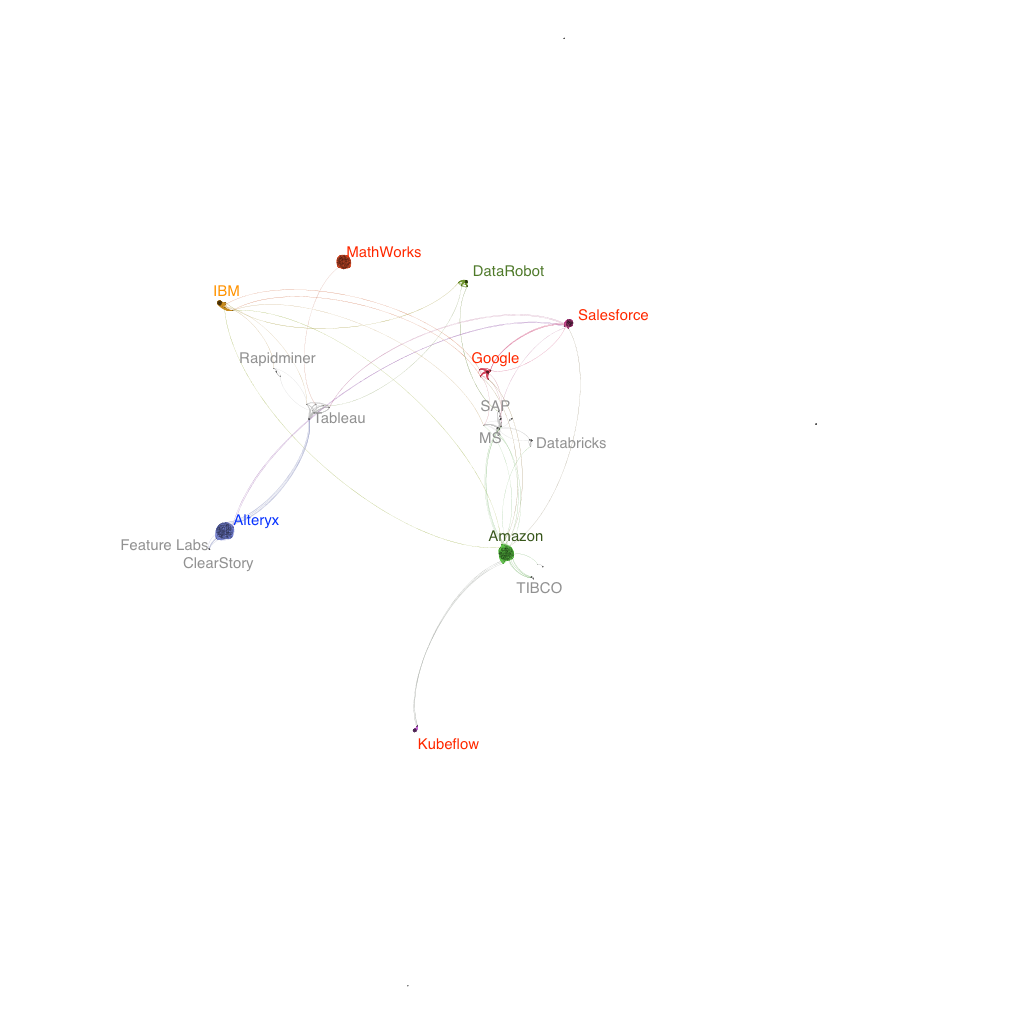 MathWorks
DataRobot
IBM
Salesforce
Rapidminer
Google
SAP
Tableau
MS
Databricks
Alteryx
Amazon
Feature Labs
ClearStory
TIBCO
Kubeflow